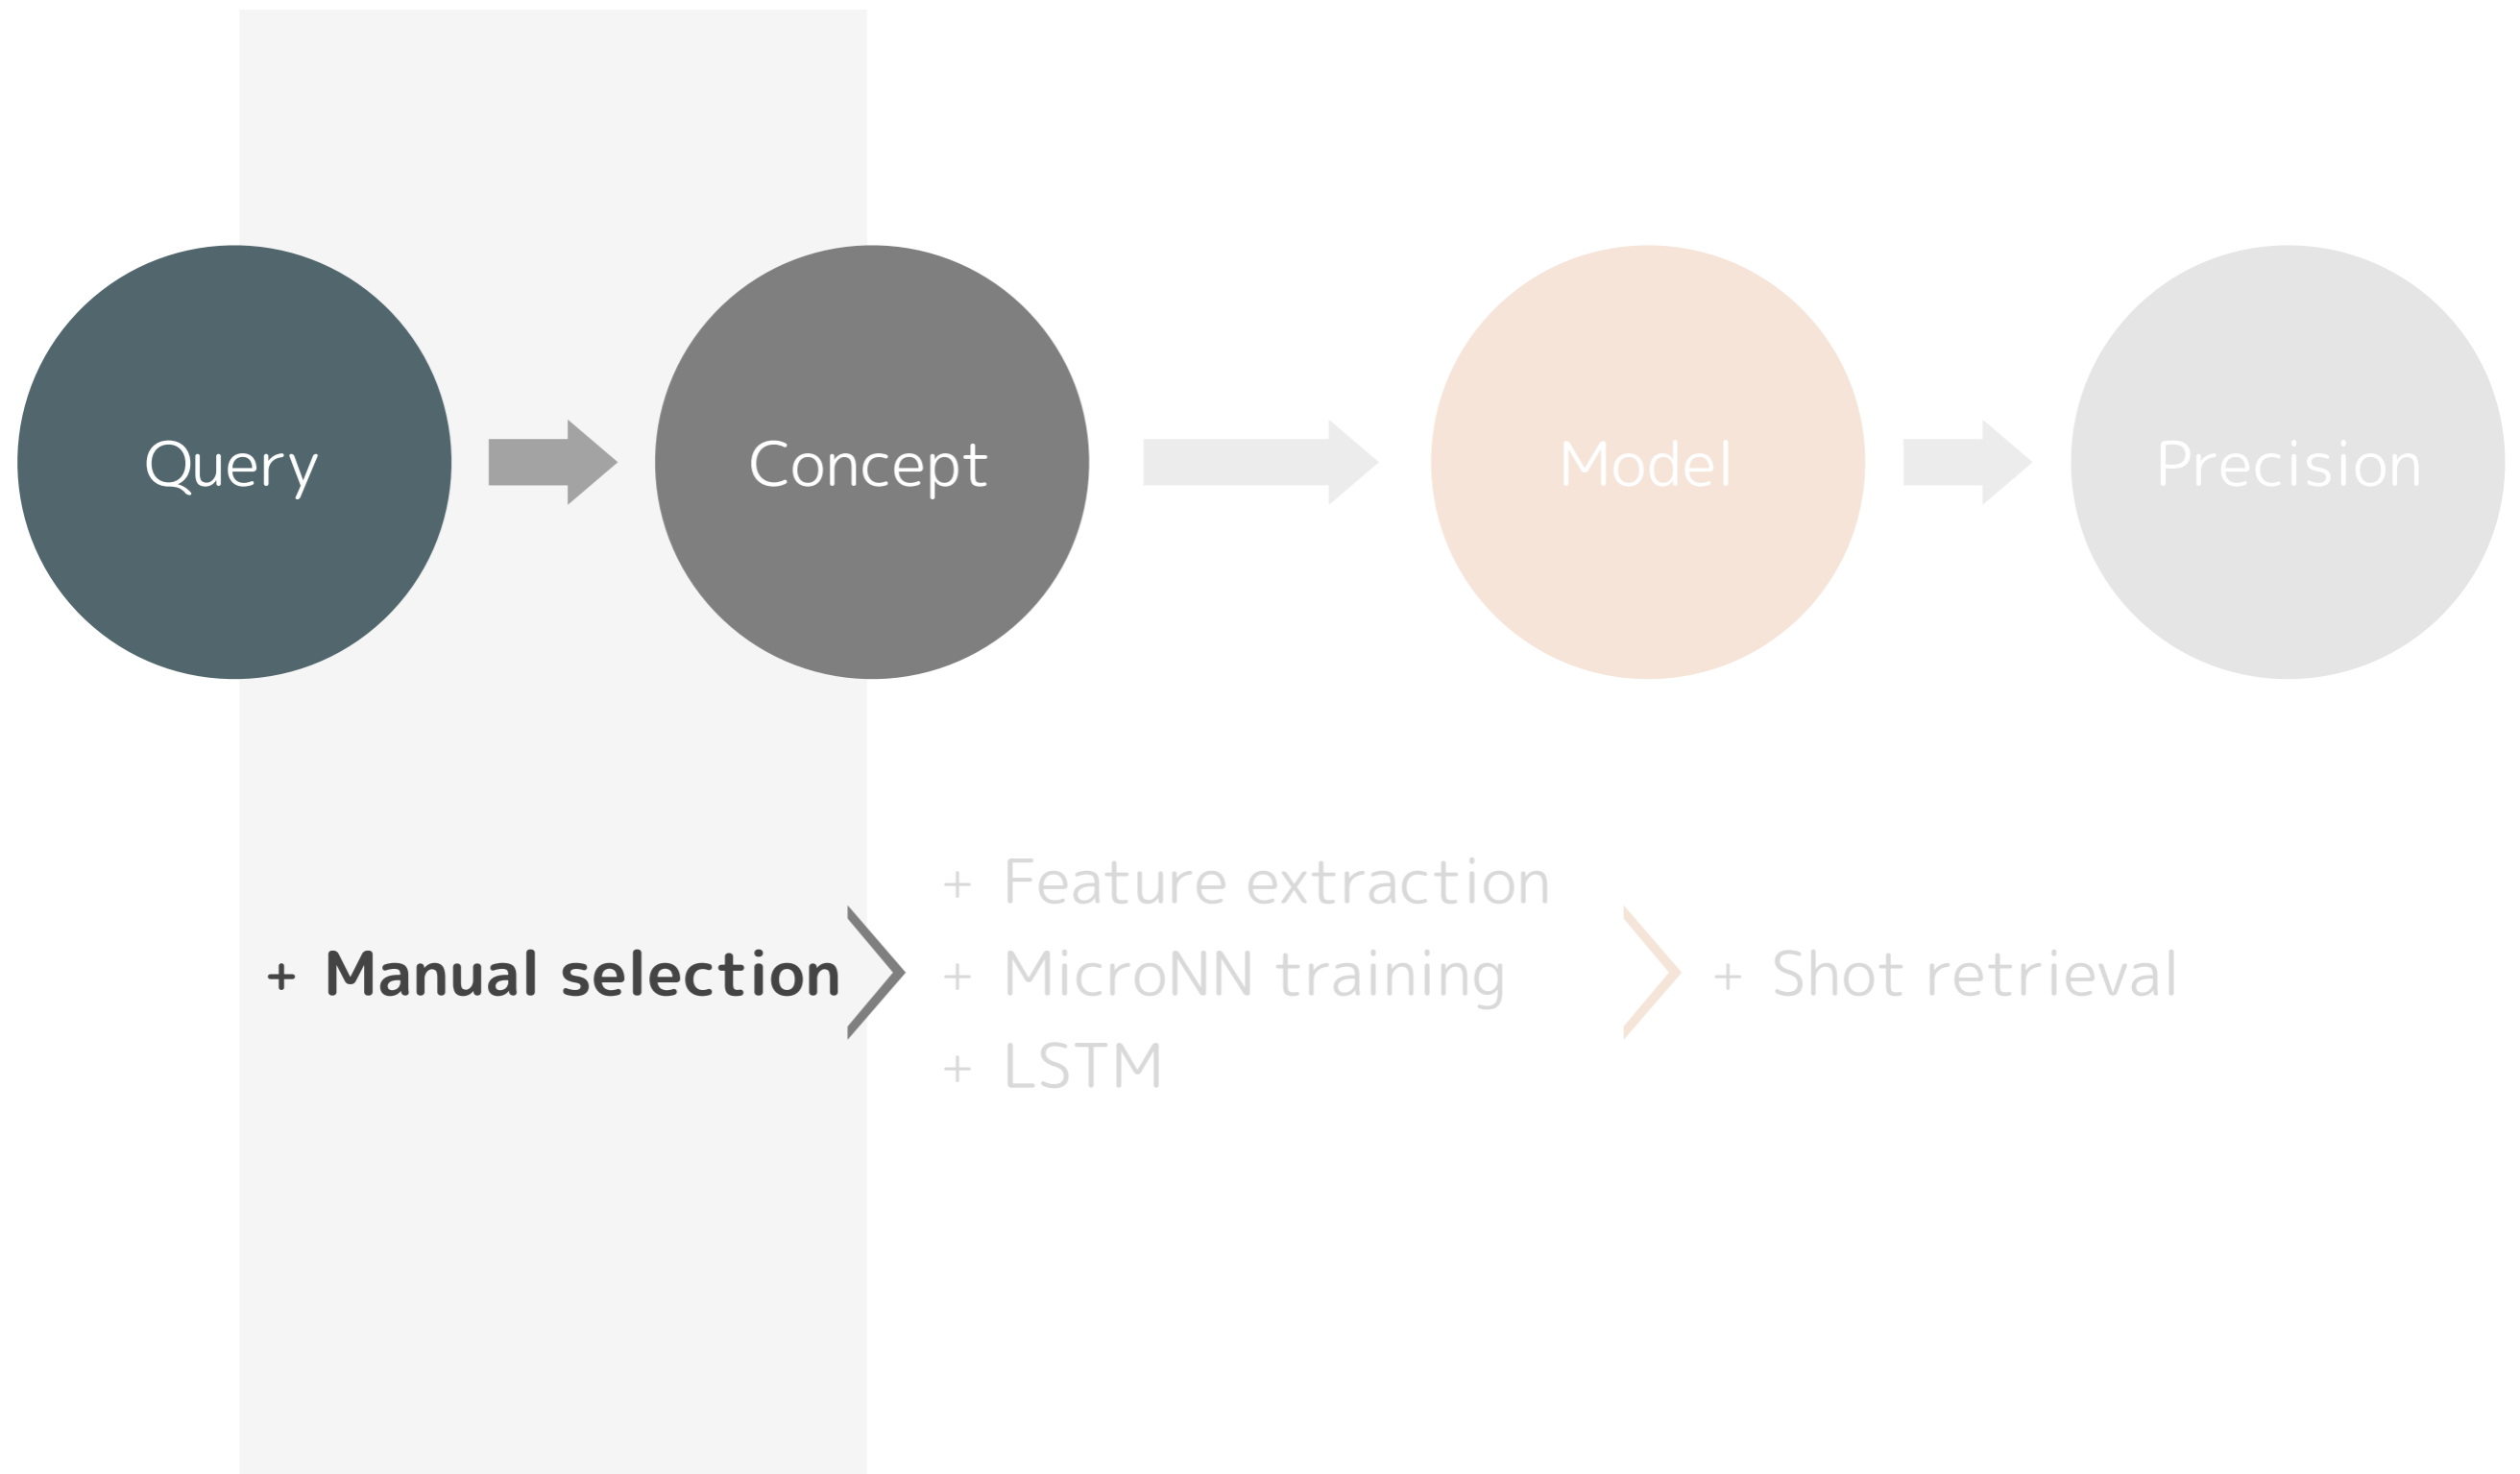 Query
Concept
Model
Precision
+ Manual selection
+ Feature extraction
+ MicroNN training
+ LSTM
+ Shot retrieval